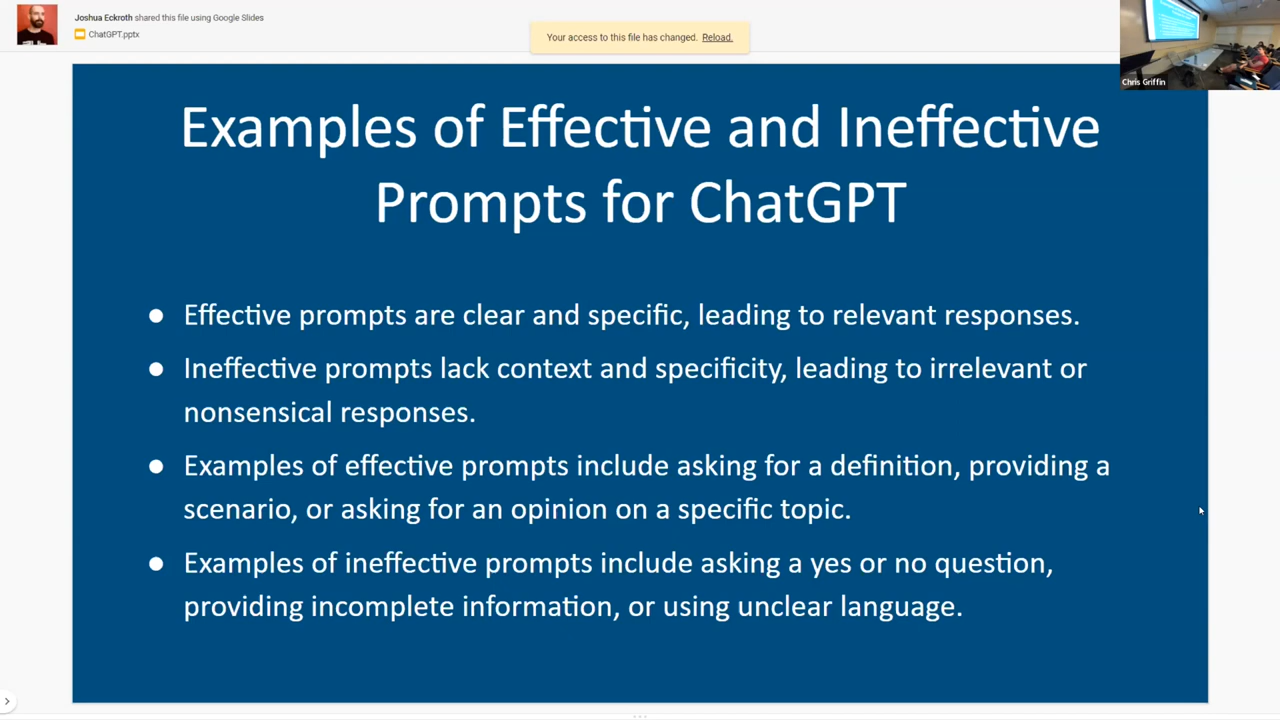 Joshua Eckroth shared this file using Google Slides
ChatGPT.pptx
Your access to this file has changed. Reload.
Chris Griffin
Examples of Effective and Ineffective
Prompts for ChatGPT
● Effective prompts are clear and specific, leading to relevant responses.
● Ineffective prompts lack context and specificity, leading to irrelevant or
nonsensical responses.
● Examples of effective prompts include asking for a definition, providing a
scenario, or asking for an opinion on a specific topic.
● Examples of ineffective prompts include asking a yes or no question,
providing incomplete information, or using unclear language.